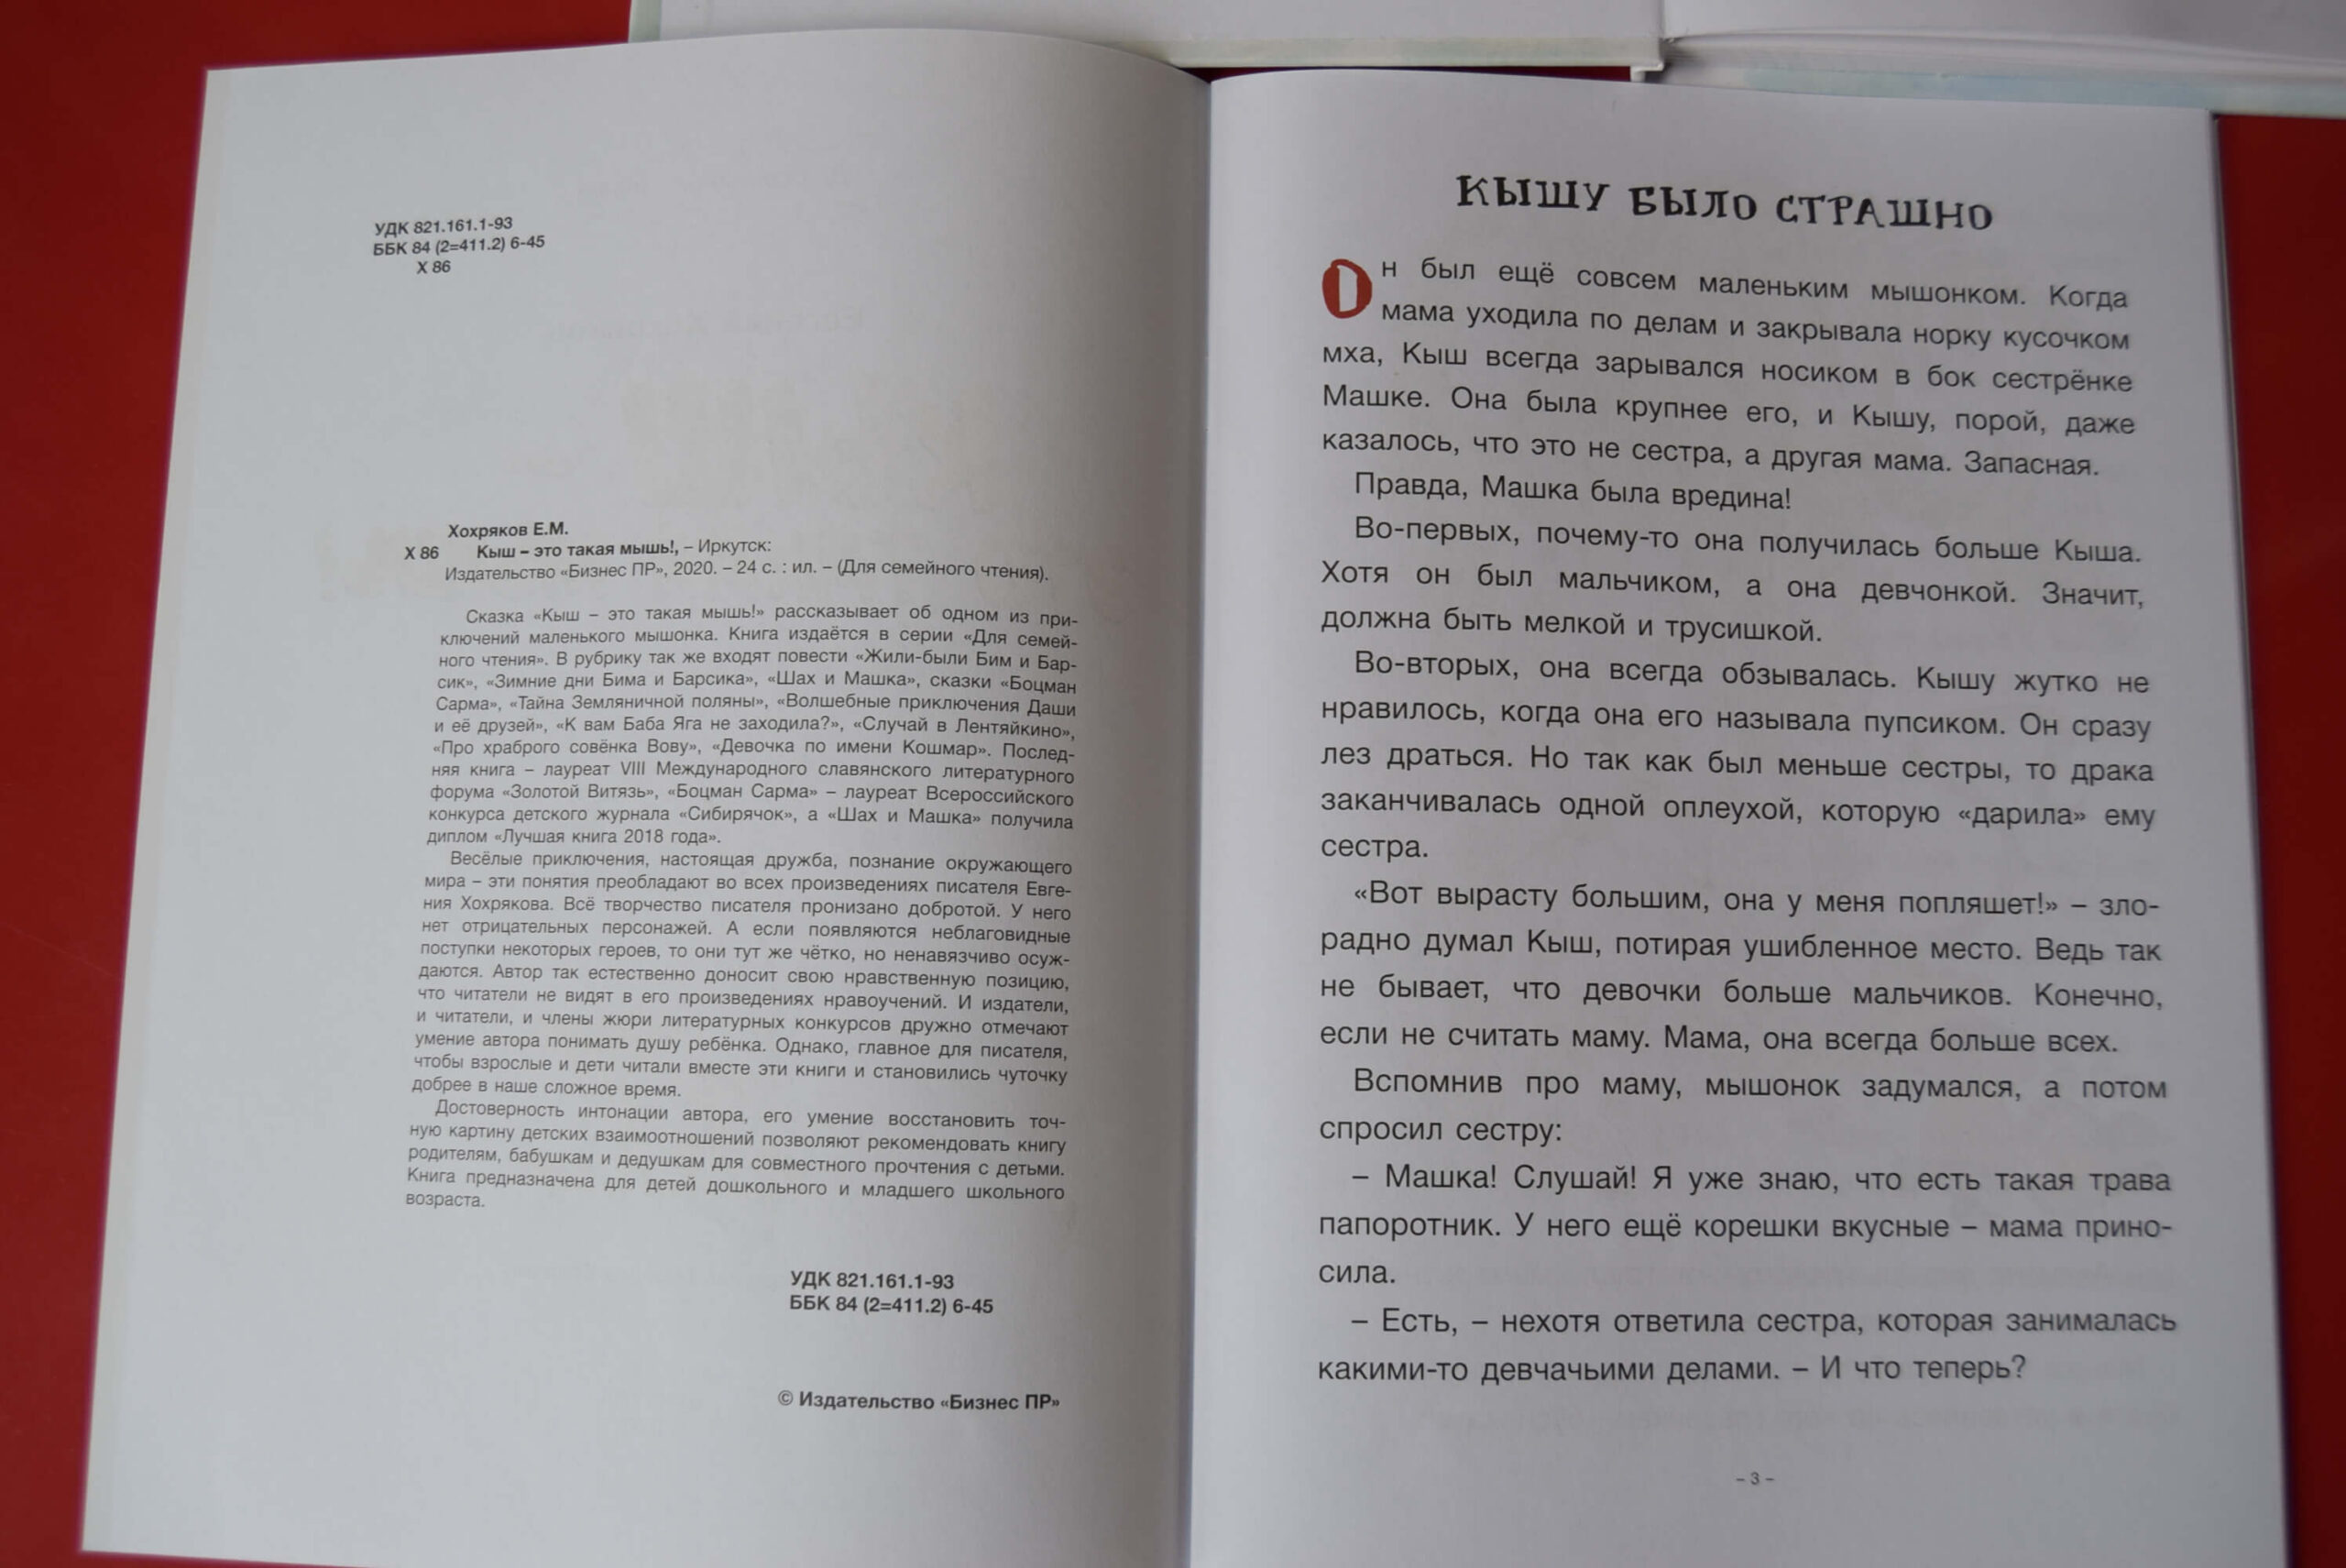 УДК 821.161.1-93
ББК 84 (2=411.2) 6-45
Х 86
Хохряков Е.М.
Х 86 Кыш – это такая мышь!, – Иркутск:
Издательство «Бизнес ПР», 2020. – 24 с. : ил. – (Для семейного чтения).
Сказка «Кыш – это такая мышь!» рассказывает об одном из при-
ключений маленького мышонка. Книга издаётся в серии «Для семей-
ного чтения». В рубрику так же входят повести «Жили-были Бим и Бар-
сик», «Зимние дни Бима и Барсика», «Шах и Машка», сказки «Боцман
Сарма», «Тайна Земляничной поляны», «Волшебные приключения Даши
и её друзей», «К вам Баба Яга не заходила?», «Случай в Лентяйкино»,
«Про храброго совёнка Вову», «Девочка по имени Кошмар». Послед-
няя книга – лауреат VIII Международного славянского литературного
форума «Золотой Витязь», «Боцман Сарма» – лауреат Всероссийского
конкурса детского журнала «Сибирячок», а «Шах и Машка» получила
диплом «Лучшая книга 2018 года».
Весёлые приключения, настоящая дружба, познание окружающего
мира – эти понятия преобладают во всех произведениях писателя Евге-
ния Хохрякова. Всё творчество писателя пронизано добротой. У него
нет отрицательных персонажей. А если появляются неблаговидные
поступки некоторых героев, то они тут же чётко, но ненавязчиво осуж-
даются. Автор так естественно доносит свою нравственную позицию,
что читатели не видят в его произведениях нравоучений. И издатели,
и читатели, и члены жюри литературных конкурсов дружно отмечают
умение автора понимать душу ребёнка. Однако, главное для писателя,
чтобы взрослые и дети читали вместе эти книги и становились чуточку
добрее в наше сложное время.
Достоверность интонации автора, его умение восстановить точ-
ную картину детских взаимоотношений позволяют рекомендовать книгу
родителям, бабушкам и дедушкам для совместного прочтения с детьми.
Книга предназначена для детей дошкольного и младшего школьного
возраста.
УДК 821.161.1-93
ББК 84 (2=411.2) 6-45
© Издательство «Бизнес ПР»
КЫШУ БЫЛО СТРАШНО
Он был ещё совсем маленьким мышонком. Когда
мама уходила по делам и закрывала норку кусочком
мха, Кыш всегда зарывался носиком в бок сестрёнке
Машке. Она была крупнее его, и Кышу, порой, даже
казалось, что это не сестра, а другая мама. Запасная.
Правда, Машка была вредина!
Во-первых, почему-то она получилась больше Кыша.
Хотя он был мальчиком, а она девчонкой. Значит,
должна быть мелкой и трусишкой.
Во-вторых, она всегда обзывалась. Кышу жутко не
нравилось, когда она его называла пупсиком. Он сразу
лез драться. Но так как был меньше сестры, то драка
заканчивалась одной оплеухой, которую «дарила» ему
сестра.
«Вот вырасту большим, она у меня попляшет!» – зло-
радно думал Кыш, потирая ушибленное место. Ведь так
не бывает, что девочки больше мальчиков. Конечно,
если не считать маму. Мама, она всегда больше всех.
Вспомнив про маму, мышонок задумался, а потом
спросил сестру:
– Машка! Слушай! Я уже знаю, что есть такая трава
папоротник. У него ещё корешки вкусные – мама прино-
сила.
– Есть, – нехотя ответила сестра, которая занималась
какими-то девчачьими делами. – И что теперь?
– 3 –